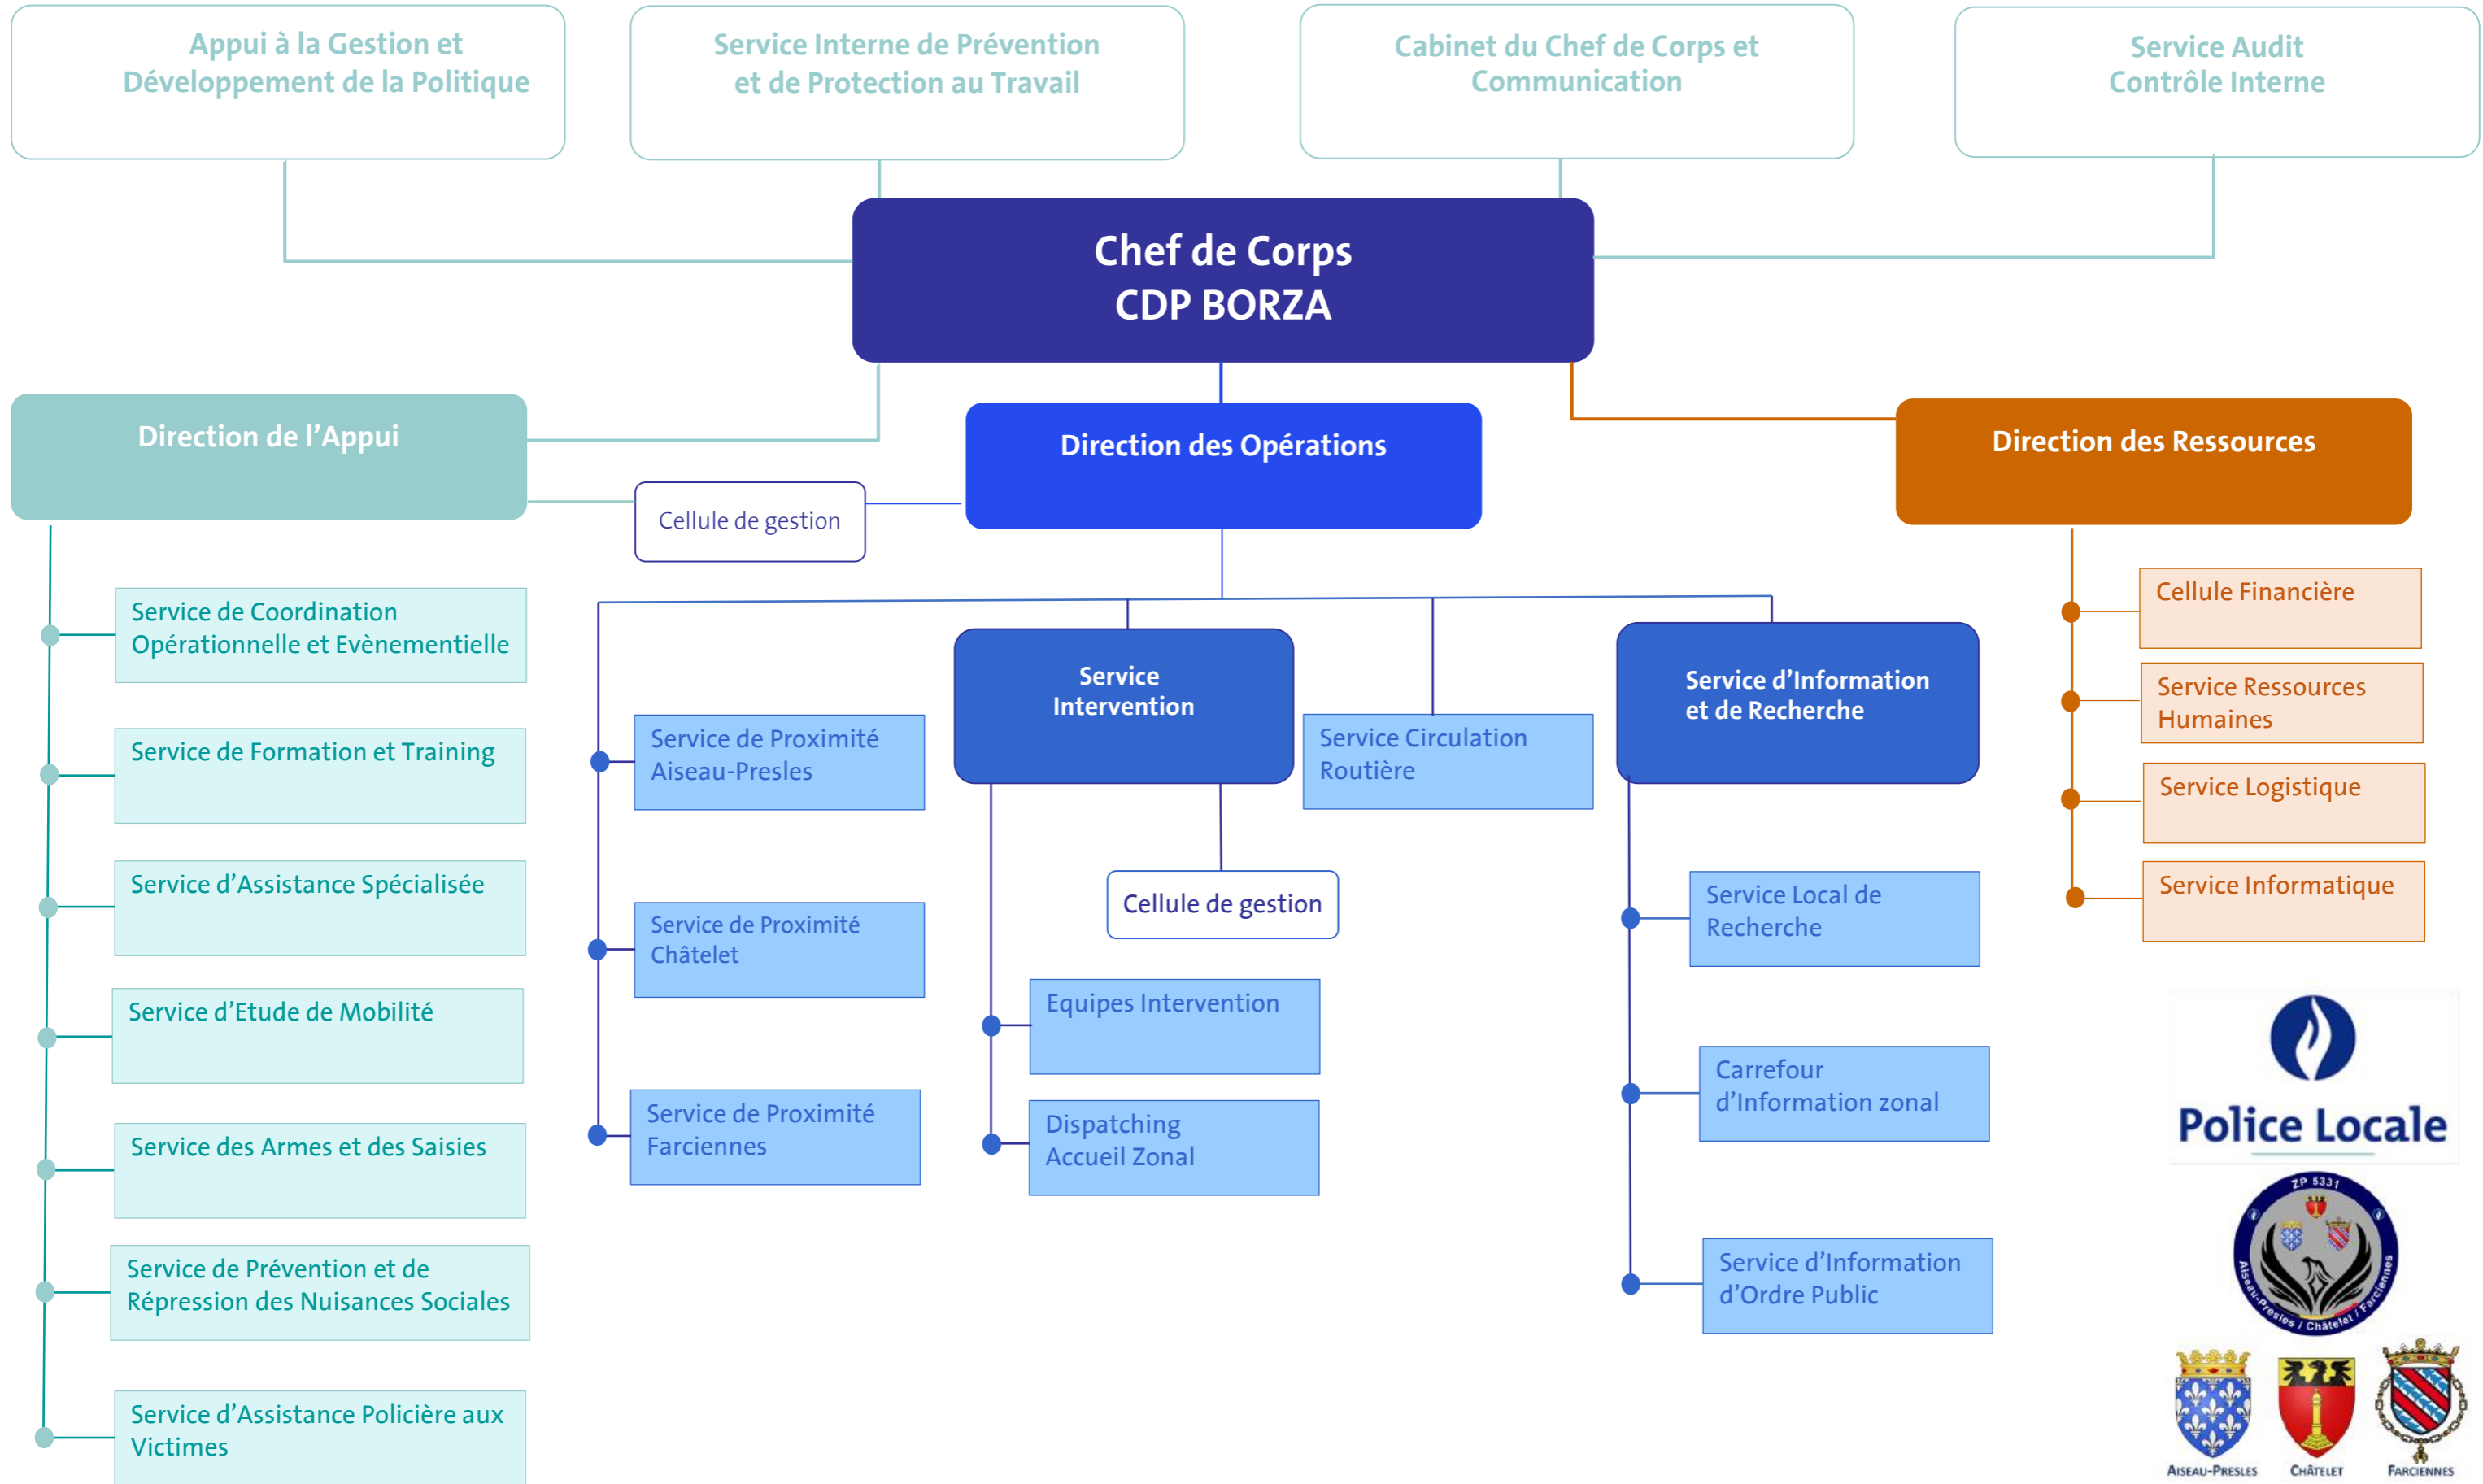 Appui à la Gestion et
Développement de la Politique
Service Interne de Prévention
et de Protection au Travail
Cabinet du Chef de Corps et
Communication
Service Audit
Contrôle Interne
Chef de Corps
CDP BORZA
Direction de l’Appui
Direction des Opérations
Direction des Ressources
Cellule de gestion
Service de Coordination
Opérationnelle et Evènementielle
Service de Formation et Training
Service d’Assistance Spécialisée
Service d’Etude de Mobilité
Service des Armes et des Saisies
Service de Prévention et de
Répression des Nuisances Sociales
Service d’Assistance Policière aux
Victimes
Service de Proximité
Aiseau-Presles
Service de Proximité
Châtelet
Service de Proximité
Farciennes
Service
Intervention
Cellule de gestion
Equipes Intervention
Dispatching
Accueil Zonal
Service Circulation
Routière
Service d’Information
et de Recherche
Service Local de
Recherche
Carrefour
d’Information zonal
Service d’Information
d’Ordre Public
Cellule Financière
Service Ressources
Humaines
Service Logistique
Service Informatique
Police Locale
ZP 5331
Aiseau-Presles / Châtelet / Farciennes
AISEAU-PRESLES
CHÂTELET
FARCIENNES